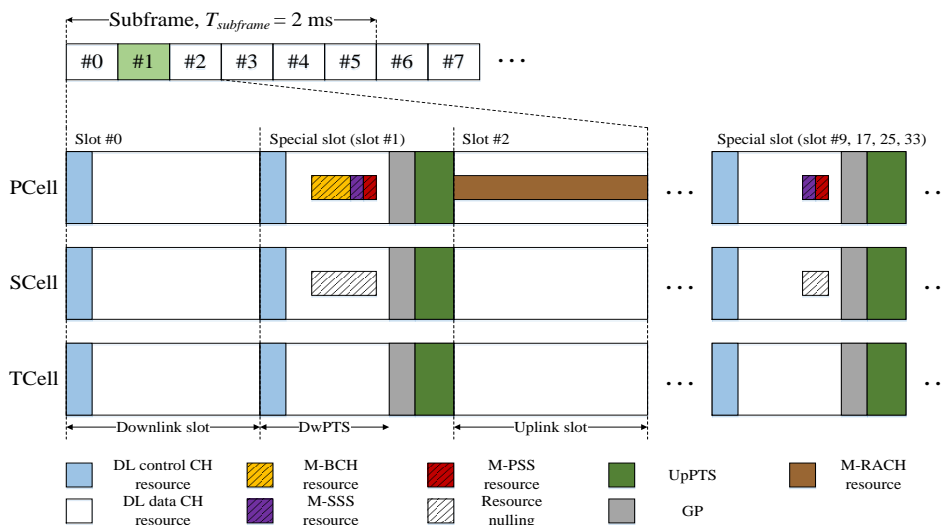 Subframe, Tsubframe = 2 ms
#0 #1 #2 #3 #4 #5 #6 #7 ···
Slot #0 Special slot (slot #1) Slot #2 Special slot (slot #9, 17, 25, 33)
PCell ··· ··
SCell ··· ··
TCell ··· ··
Downlink slot DwPTS Uplink slot
DL control CH resource
M-BCH resource
M-PSS resource
UpPTS
M-RACH resource
DL data CH resource
M-SSS resource
Resource nulling
GP